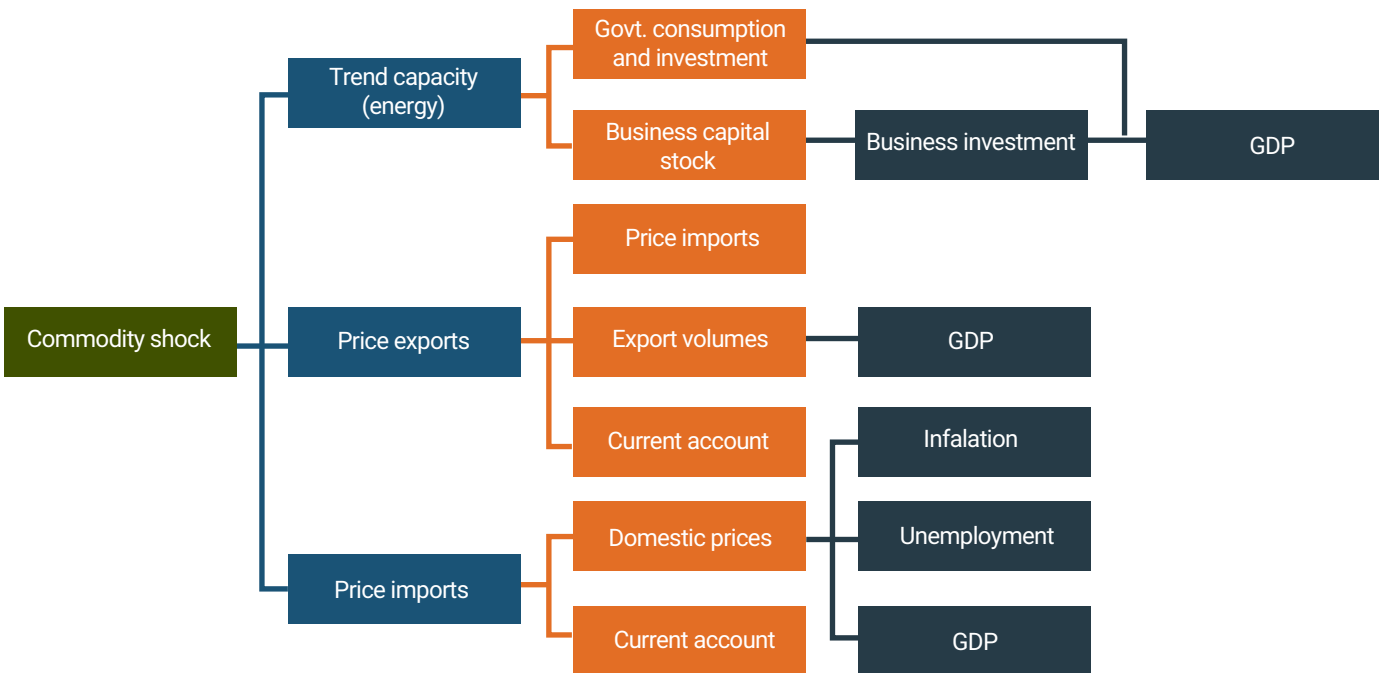 Govt. consumption
and investment
Trend capacity
(energy)
Business capital
stock
Business investment
GDP
Price imports
Commodity shock
Price exports
Export volumes
GDP
Current account
Infalation
Domestic prices
Unemployment
Price imports
Current account
GDP